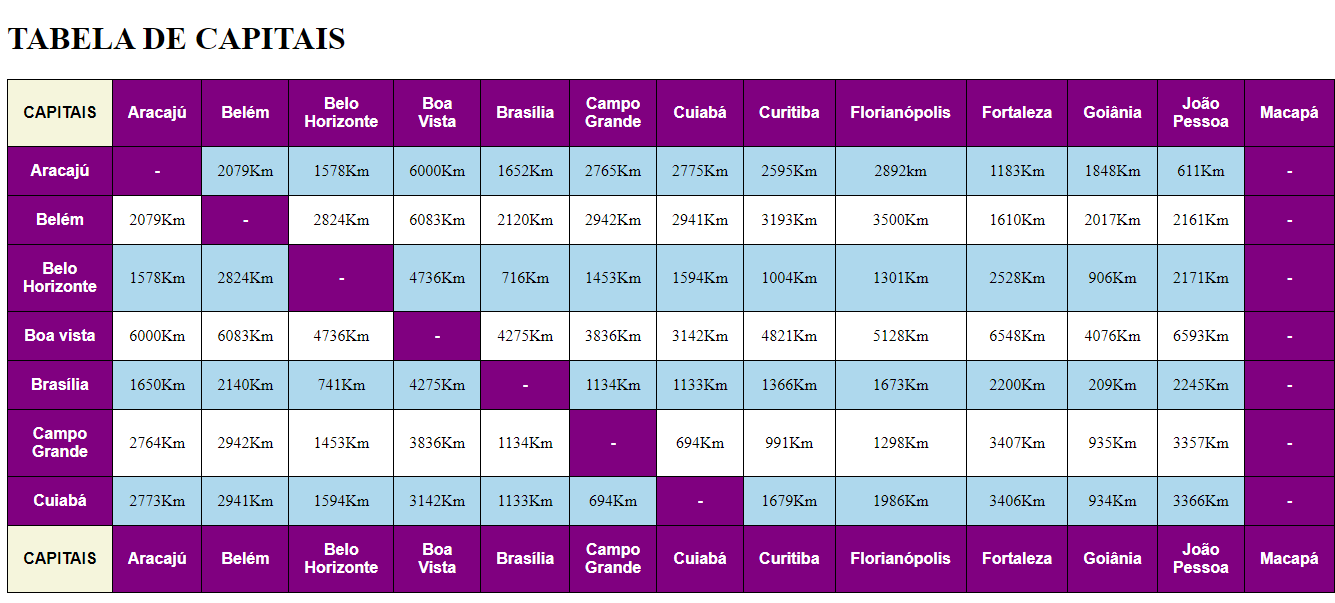 TABELA DE CAPITAIS
CAPITAIS Aracajú Belém Belo Horizonte Boa Vista Brasília Campo Grande Cuiabá Curitiba Florianópolis Fortaleza Goiânia João Pessoa Macapá
Aracajú - 2079Km 1578Km 6000Km 1652Km 2765Km 2775Km 2595Km 2892km 1183Km 1848Km 611Km -
Belém 2079Km - 2824Km 6083Km 2120Km 2942Km 2941Km 3193Km 3500Km 1610Km 2017Km 2161Km -
Belo Horizonte 1578Km 2824Km - 4736Km 716Km 1453Km 1594Km 1004Km 1301Km 2528Km 906Km 2171Km -
Boa vista 6000Km 6083Km 4736Km - 4275Km 3836Km 3142Km 4821Km 5128Km 6548Km 4076Km 6593Km -
Brasília 1650Km 2140Km 741Km 4275Km - 1134Km 1133Km 1366Km 1673Km 2200Km 209Km 2245Km -
Campo Grande 2764Km 2942Km 1453Km 3836Km 1134Km - 694Km 991Km 1298Km 3407Km 935Km 3357Km -
Cuiabá 2773Km 2941Km 1594Km 3142Km 1133Km 694Km - 1679Km 1986Km 3406Km 934Km 3366Km -
CAPITAIS Aracajú Belém Belo Horizonte Boa Vista Brasília Campo Grande Cuiabá Curitiba Florianópolis Fortaleza Goiânia João Pessoa Macapá